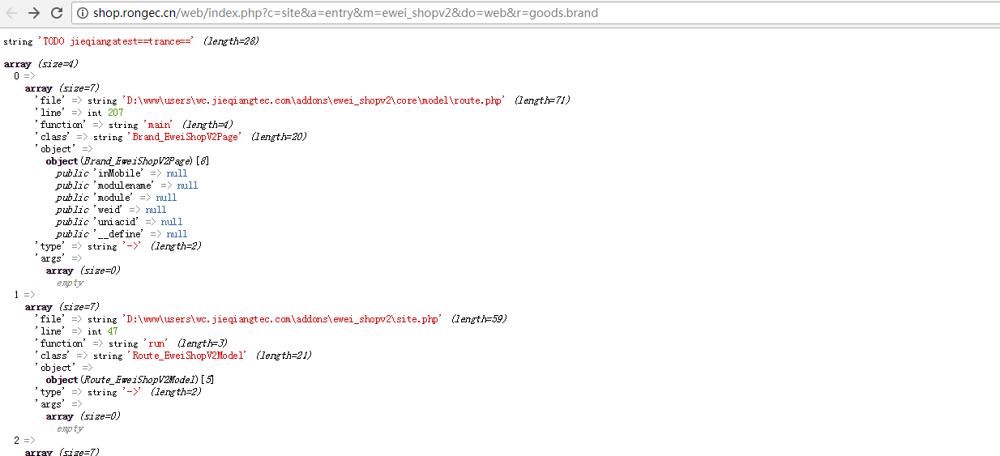 shop.rongec.cn/web/index.php?c=site&a=entry&m=ewei_shopv2&do=web&r=goods.brand
string 'TODO jieqiangatest==trance==' (length=28)
array (size=4)
0 =>
array (size=7)
'file' => string 'D:\www\users\wc.jieqiangtec.com\addons\ewei_shopv2\core\model\route.php' (length=71)
'line' => int 207
'function' => string 'main' (length=4)
'class' => string 'Brand_EweiShopV2Page' (length=20)
'object' =>
object(Brand_EweiShopV2Page)[8]
public 'inMobile' => null
public 'modulename' => null
public 'module' => null
public 'weid' => null
public 'uniacid' => null
public '__define' => null
'type' => string '->' (length=2)
'args' =>
array (size=0)
empty
1 =>
array (size=7)
'file' => string 'D:\www\users\wc.jieqiangtec.com\addons\ewei_shopv2\site.php' (length=59)
'line' => int 47
'function' => string 'run' (length=3)
'class' => string 'Route_EweiShopV2Model' (length=21)
'object' =>
object(Route_EweiShopV2Model)[5]
'type' => string '->' (length=2)
'args' =>
array (size=0)
empty
2 =>
array (size=7)